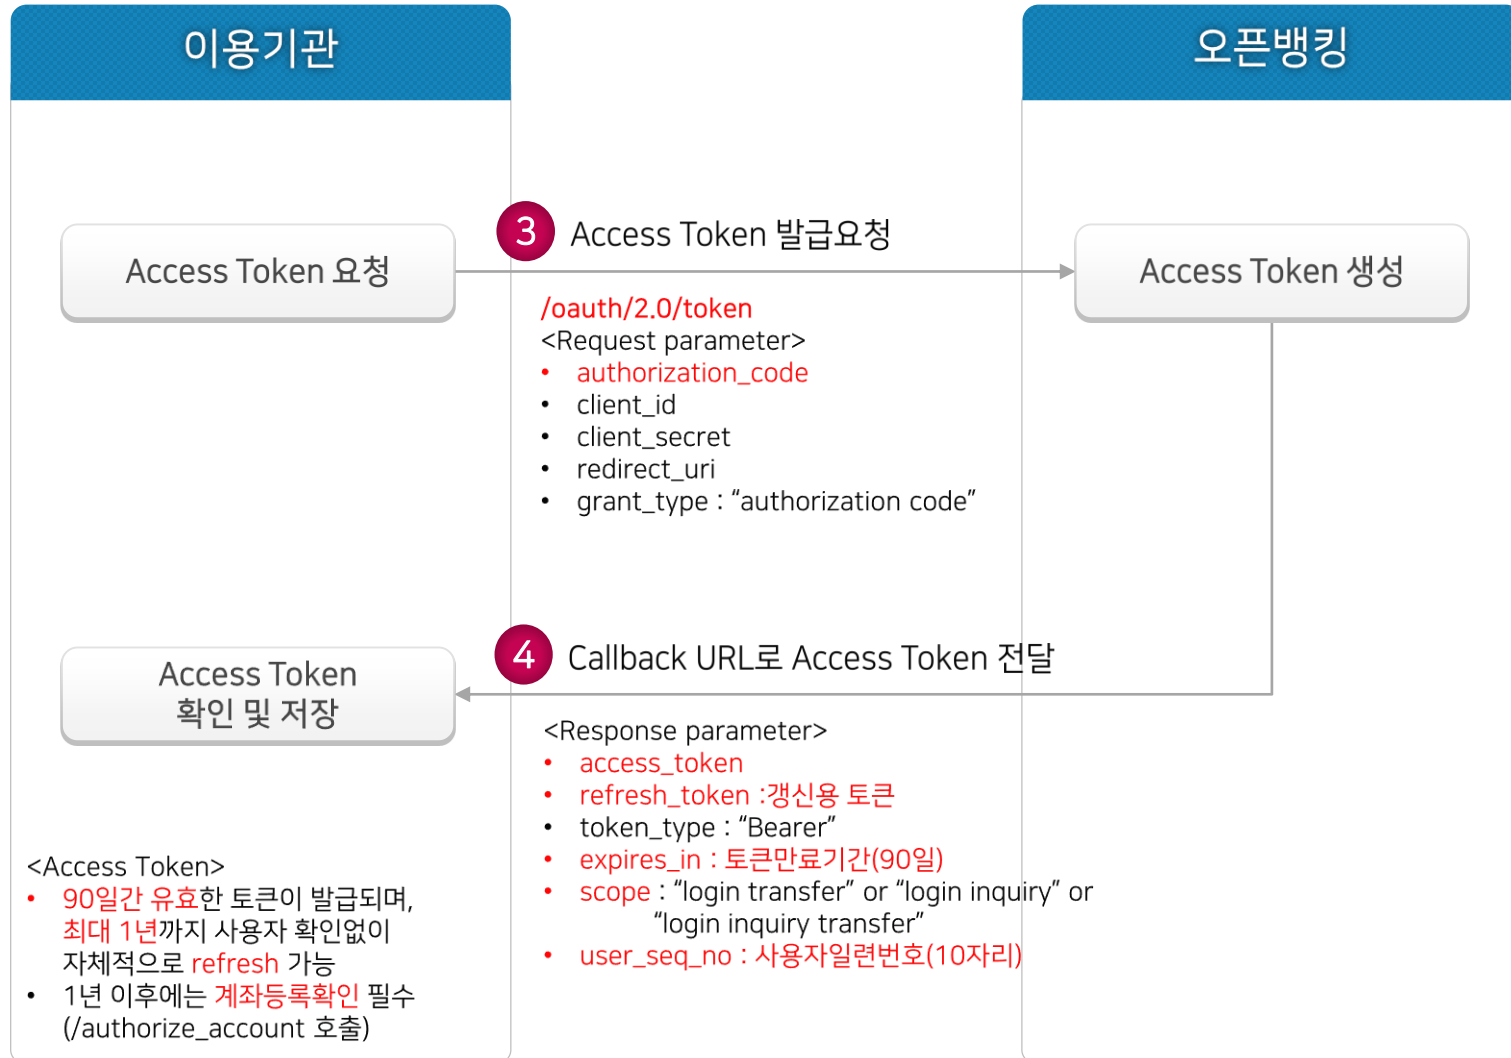 이용기관
오픈뱅킹
3 Access Token 발급요청
Access Token 요청
Access Token 생성
/oauth/2.0/token
<Request parameter>
• authorization_code
• client_id
• client_secret
• redirect_uri
• grant_type : “authorization code”
4 Callback URL로 Access Token 전달
Access Token
확인 및 저장
<Response parameter>
• access_token
• refresh_token :갱신용 토큰
• token_type : “Bearer”
• expires_in : 토큰만료기간(90일)
• scope : “login transfer” or “login inquiry” or
“login inquiry transfer”
• user_seq_no : 사용자일련번호(10자리)
<Access Token>
• 90일간 유효한 토큰이 발급되며,
최대 1년까지 사용자 확인없이
자체적으로 refresh 가능
• 1년 이후에는 계좌등록확인 필수
(/authorize_account 호출)